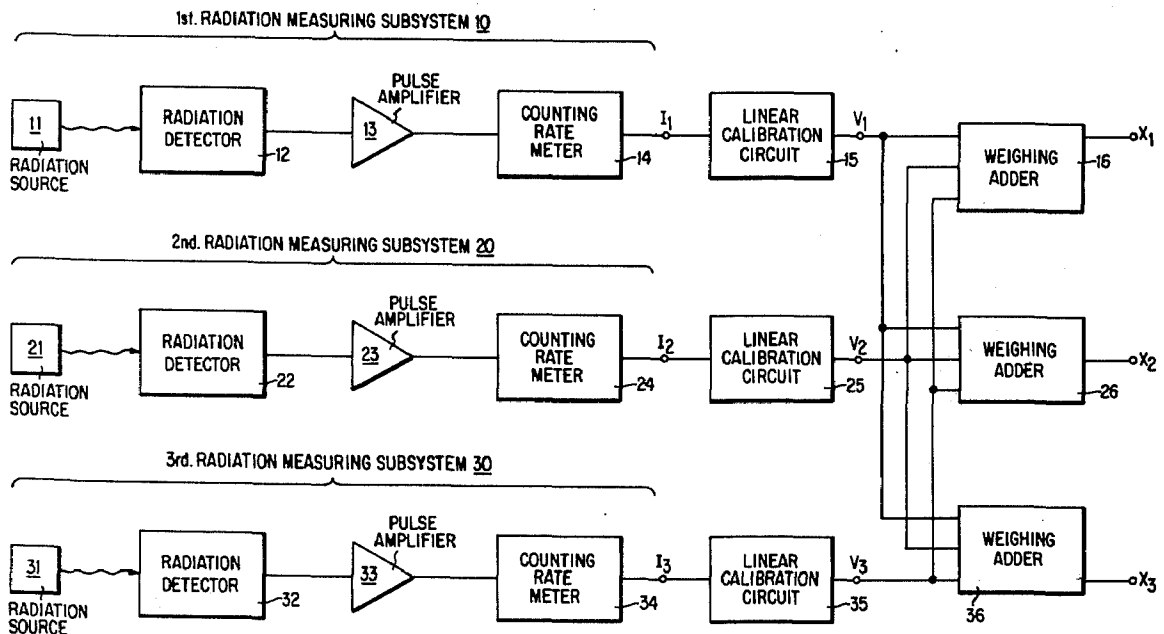 1st. RADIATION MEASURING SUBSYSTEM 10
11
RADIATION
SOURCE
RADIATION
DETECTOR
12
PULSE
AMPLIFIER
13
COUNTING
RATE
METER
14
I1
LINEAR
CALIBRATION
CIRCUIT
15
V1
WEIGHING
ADDER
16
X1
2nd. RADIATION MEASURING SUBSYSTEM 20
21
RADIATION
SOURCE
RADIATION
DETECTOR
22
PULSE
AMPLIFIER
23
COUNTING
RATE
METER
24
I2
LINEAR
CALIBRATION
CIRCUIT
25
V2
WEIGHING
ADDER
26
X2
3rd. RADIATION MEASURING SUBSYSTEM 30
31
RADIATION
SOURCE
RADIATION
DETECTOR
32
PULSE
AMPLIFIER
33
COUNTING
RATE
METER
34
I3
LINEAR
CALIBRATION
CIRCUIT
35
V3
WEIGHING
ADDER
36
X3